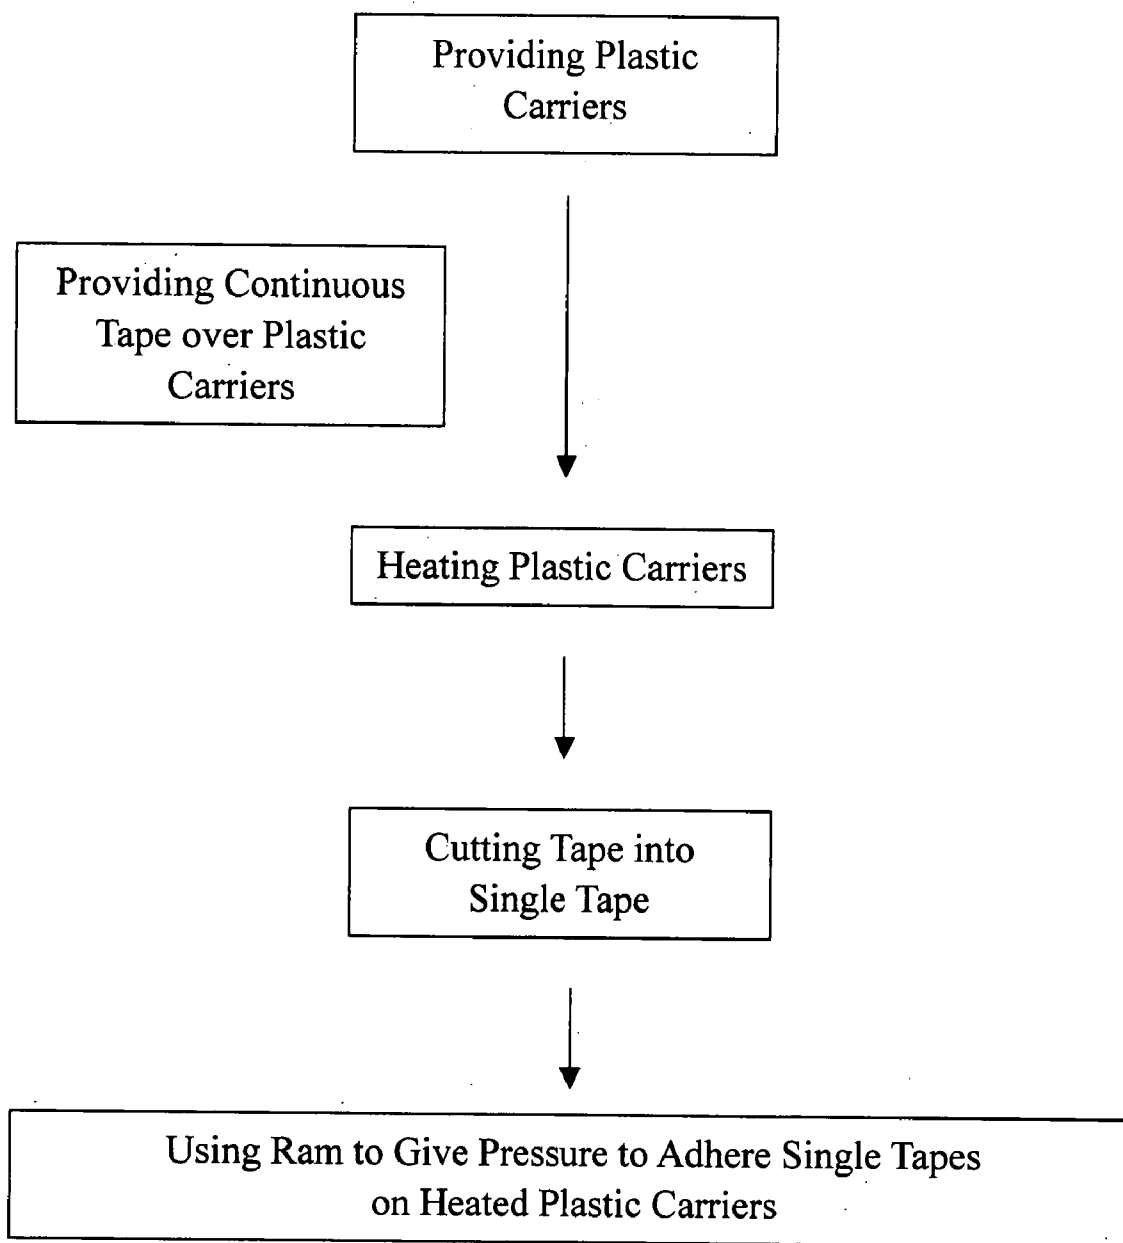 Providing Plastic
Carriers
Providing Continuous
Tape over Plastic
Carriers
Heating Plastic Carriers
Cutting Tape into
Single Tape
Using Ram to Give Pressure to Adhere Single Tapes
on Heated Plastic Carriers